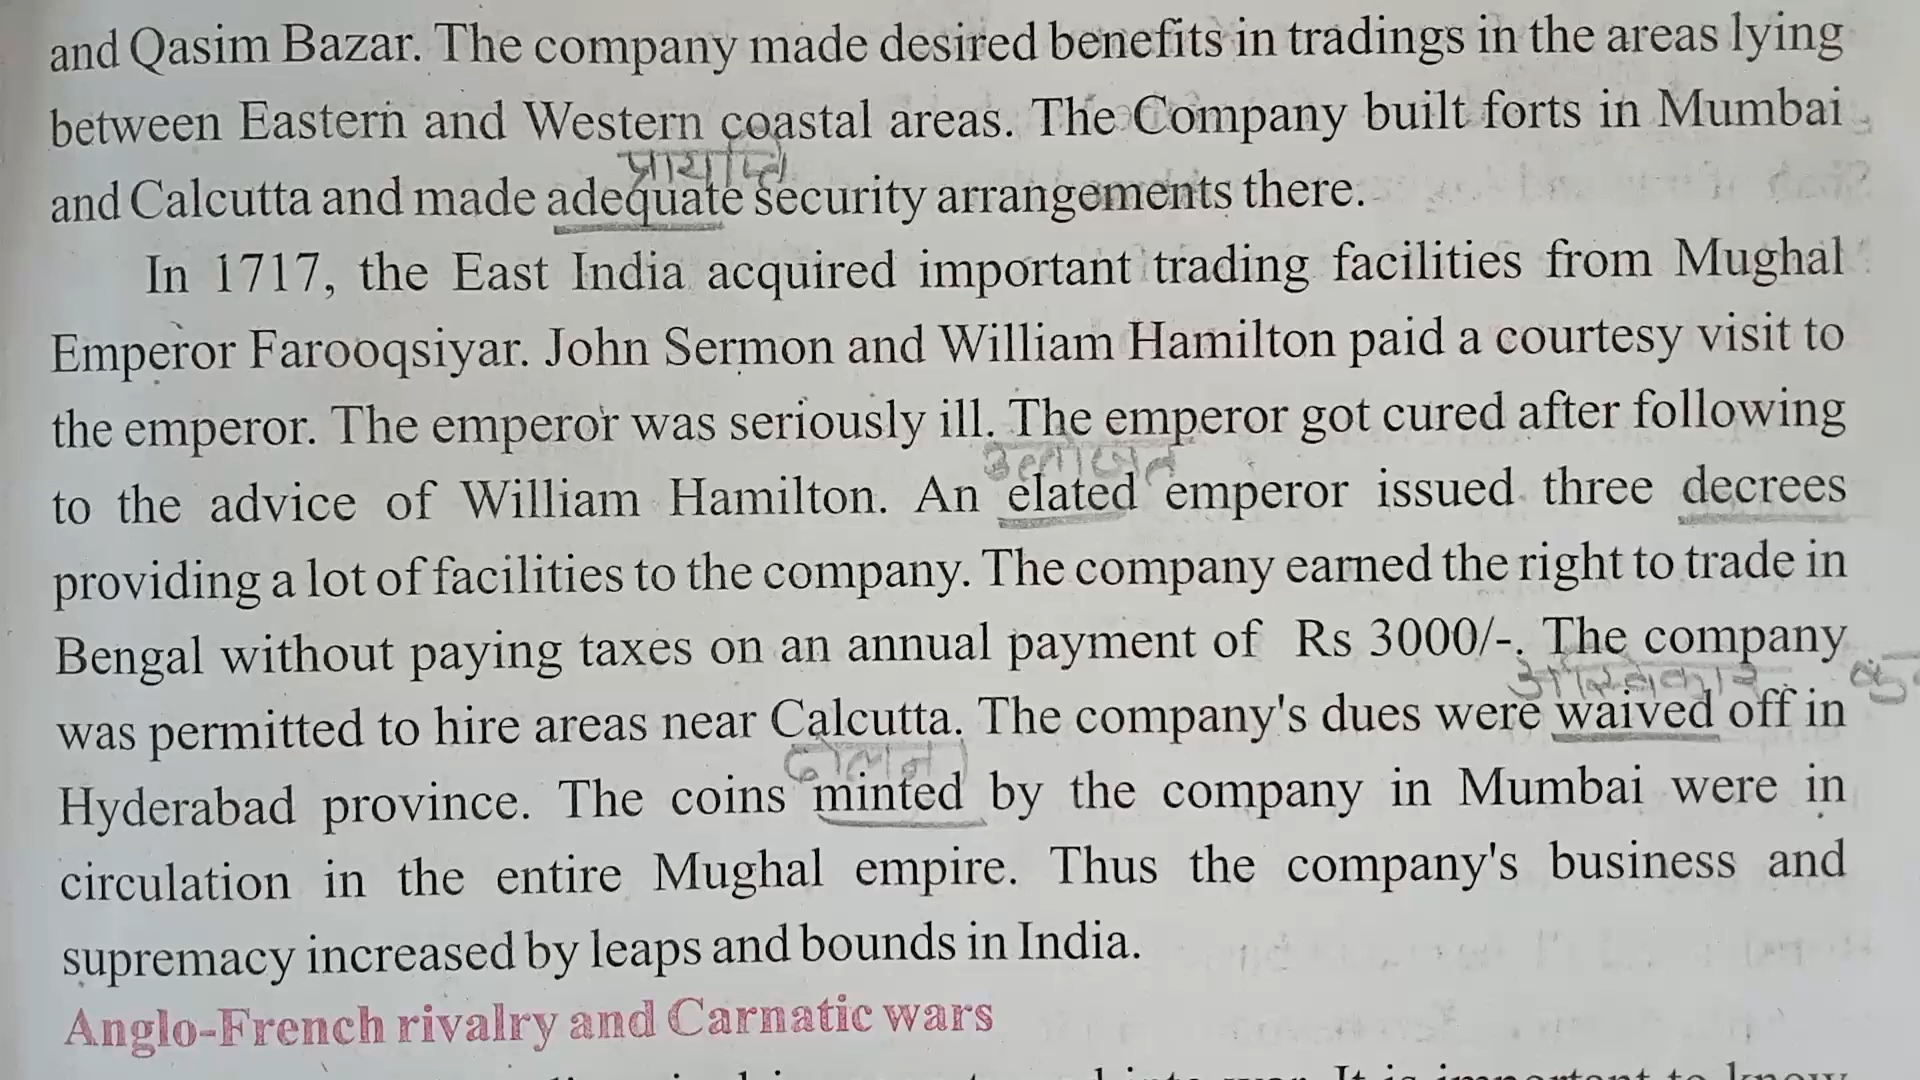 and Qasim Bazar. The company made desired benefits in tradings in the areas lying
between Eastern and Western coastal areas. The Company built forts in Mumbai
and Calcutta and made adequate security arrangements there.
In 1717, the East India acquired important trading facilities from Mughal
Emperor Farooqsiyar. John Sermon and William Hamilton paid a courtesy visit to
the emperor. The emperor was seriously ill. The emperor got cured after following
to the advice of William Hamilton. An elated emperor issued three decrees
providing a lot of facilities to the company. The company earned the right to trade in
Bengal without paying taxes on an annual payment of Rs 3000/-. The company
was permitted to hire areas near Calcutta. The company's dues were waived off in
Hyderabad province. The coins minted by the company in Mumbai were in
circulation in the entire Mughal empire. Thus the company's business and
supremacy increased by leaps and bounds in India.
Anglo-French rivalry and Carnatic wars